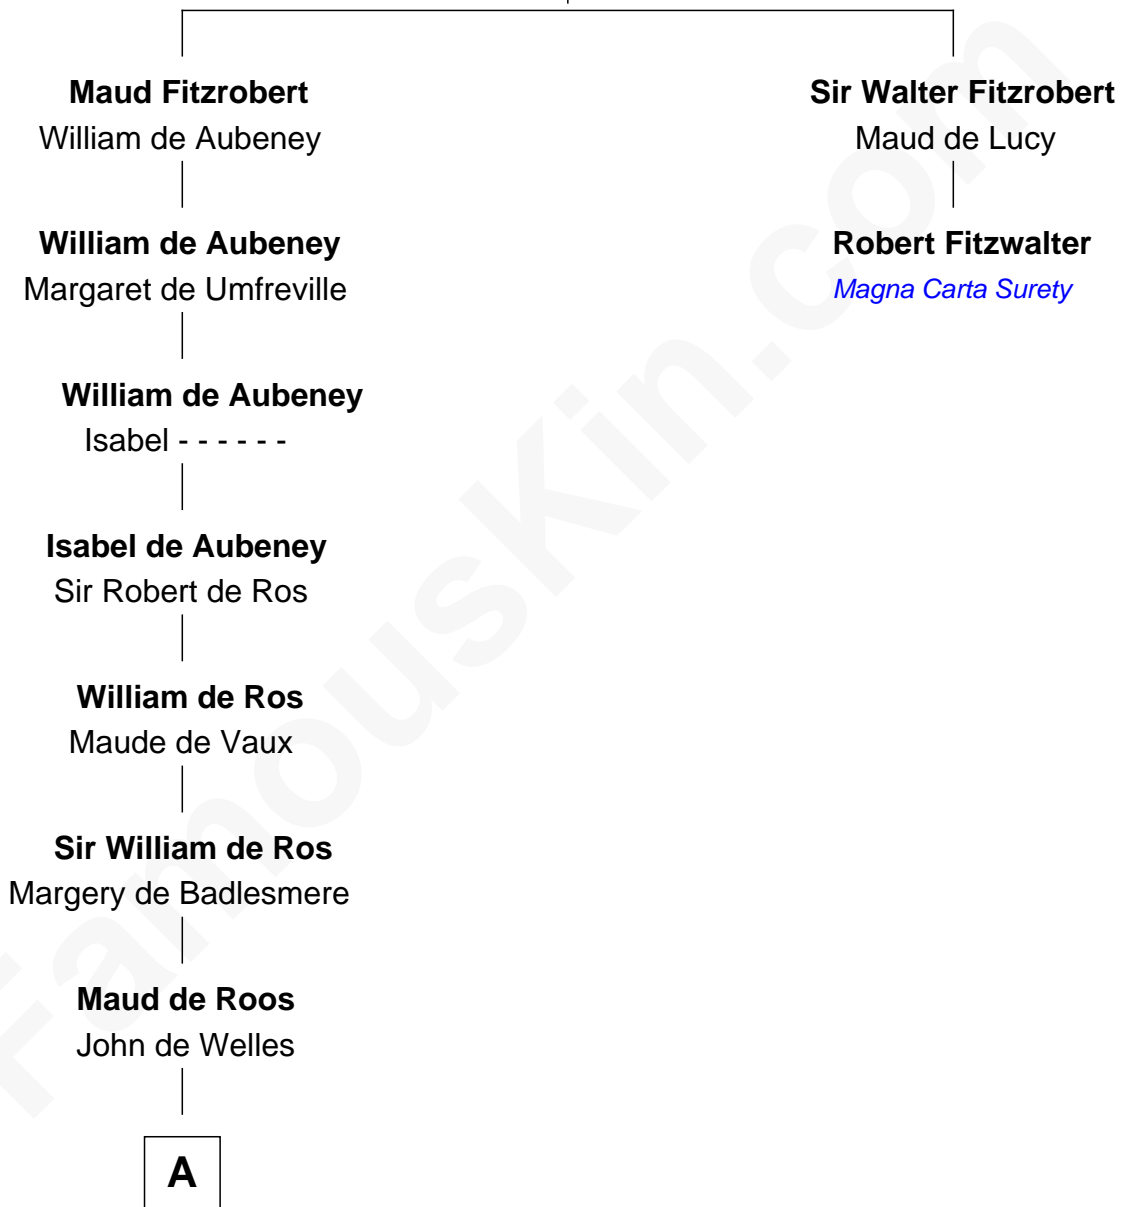 Maud Fitzrobert
William de Aubeney
Sir Walter Fitzrobert
Maud de Lucy
William de Aubeney
Margaret de Umfreville
Robert Fitzwalter
Magna Carta Surety
William de Aubeney
Isabel - - - - - -
Isabel de Aubeney
Sir Robert de Ros
William de Ros
Maude de Vaux
Sir William de Ros
Margery de Badlesmere
Maud de Roos
John de Welles
A
FamousKin.com